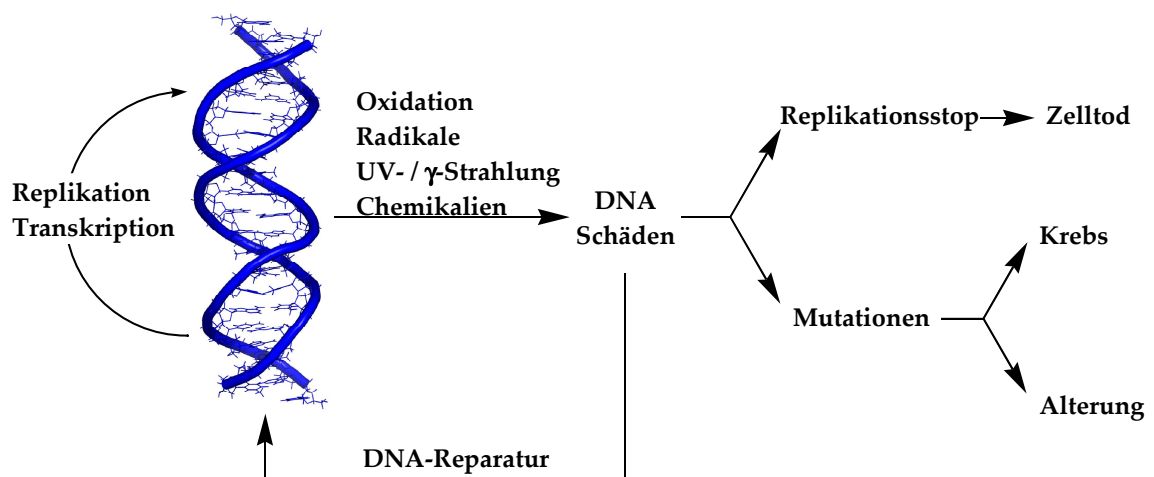 Replikation
Transkription
Oxidation
Radikale
UV- / γ-Strahlung
Chemikalien
DNA
Schäden
Replikationsstop
Zelltod
Mutationen
Krebs
Alterung
DNA-Reparatur